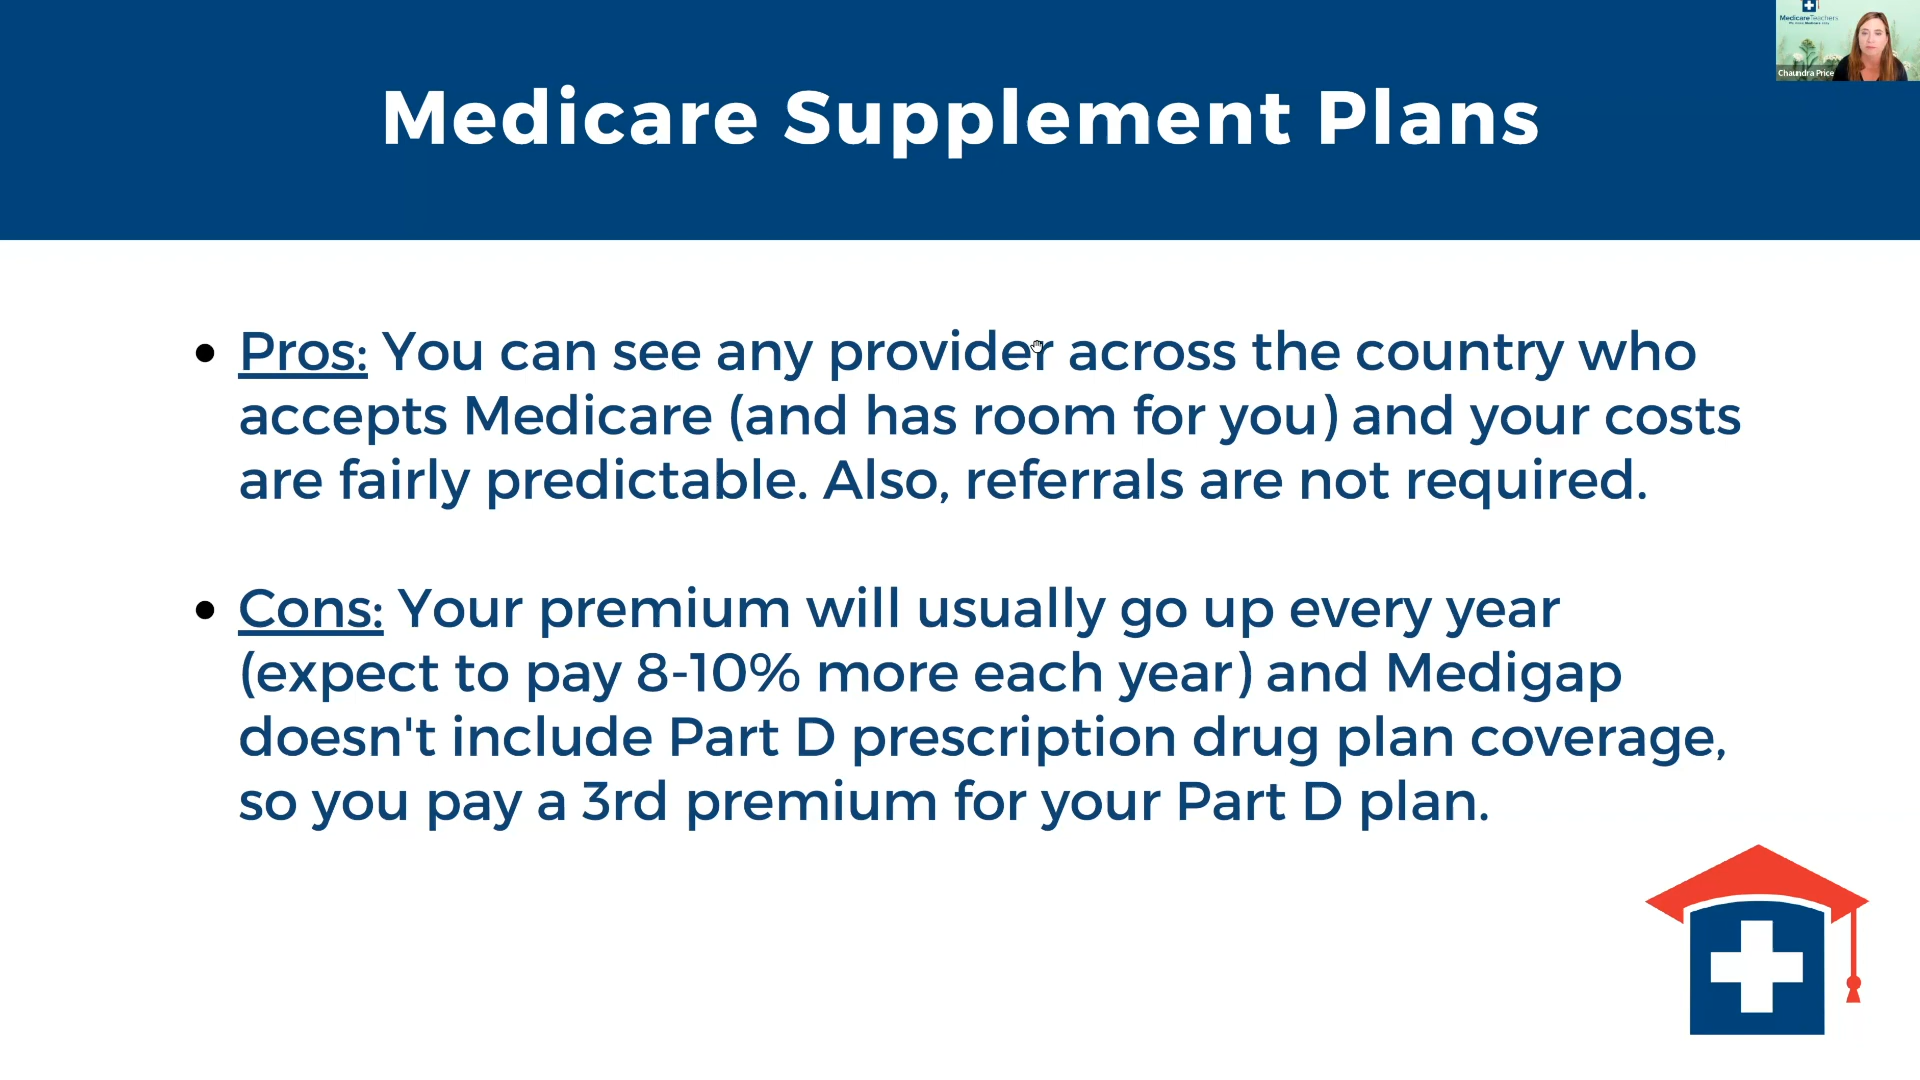 MedicareTeachers
Chaundra Price
Medicare Supplement Plans
• Pros: You can see any provider across the country who
accepts Medicare (and has room for you) and your costs
are fairly predictable. Also, referrals are not required.
• Cons: Your premium will usually go up every year
(expect to pay 8-10% more each year) and Medigap
doesn't include Part D prescription drug plan coverage,
so you pay a 3rd premium for your Part D plan.